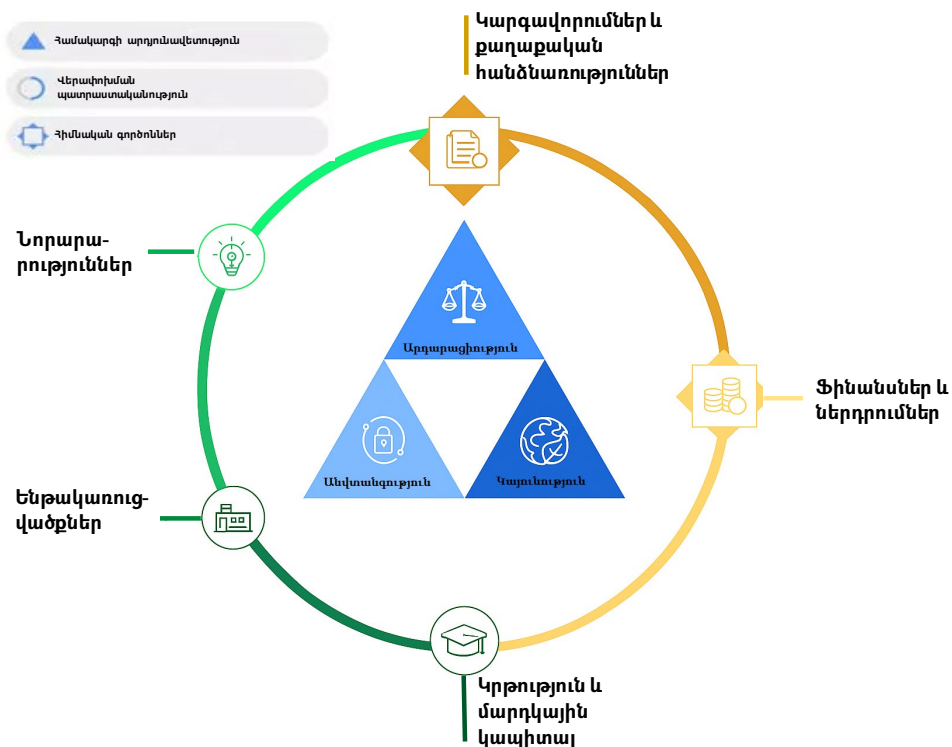 Համակարգի արդյունավետություն
Վերափոխման
պատրաստականություն
Հիմնական գործոններ
Կարգավորումներ և
քաղաքական
հանձնառություններ
Նորարա-
րություններ
Արդարացիություն
Անվտանգություն
Կայունություն
Ֆինանսներ և
ներդրումներ
Ենթակառուց-
վածքներ
Կրթություն և
մարդկային
կապիտալ